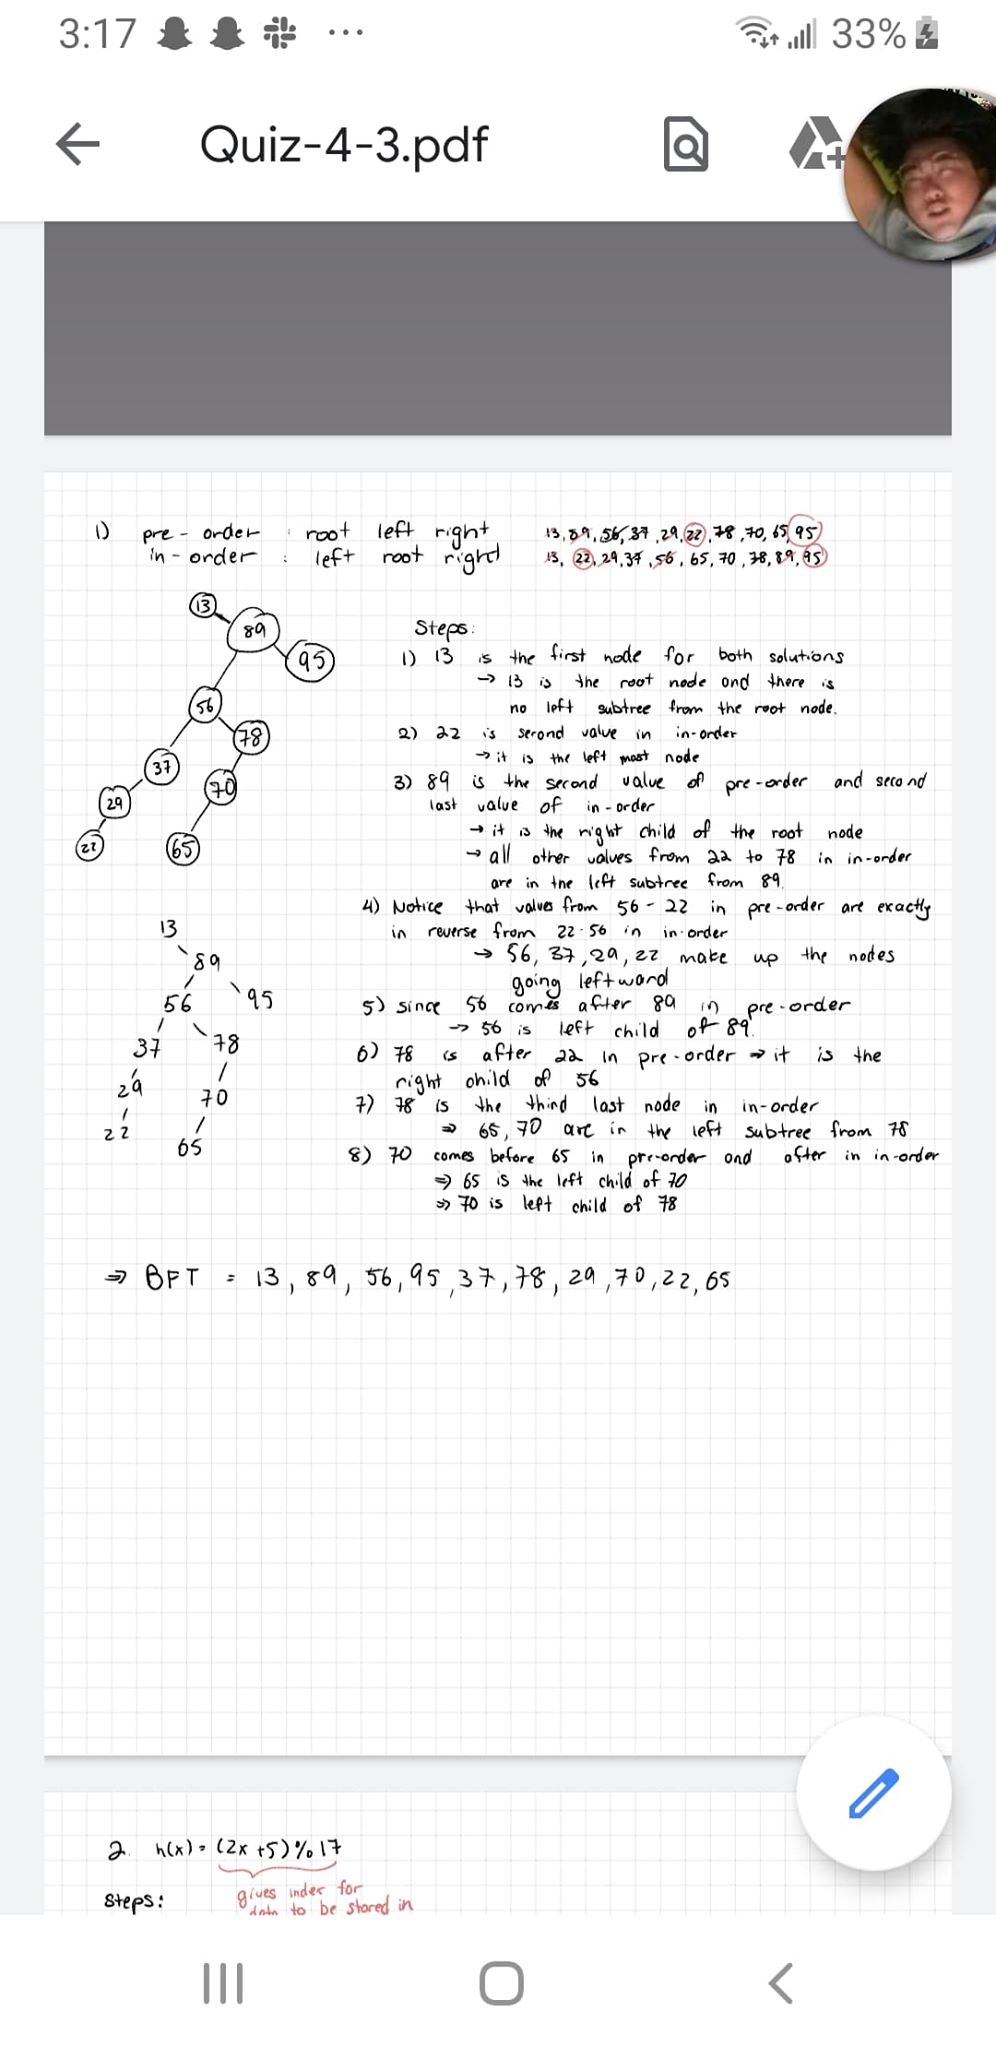 3:17 ... 33%
Quiz-4-3.pdf
1) pre - order : root left right 13, 89, 56, 37, 29, 22, 78, 70, 65, 95
in - order : left root right 13, 22, 29, 37, 56, 65, 70, 78, 89, 95
13
89
95
56
78
37
70
29
22
65
Steps:
1) 13 is the first node for both solutions
→ 13 is the root node and there is
no left subtree from the root node.
2) 22 is second value in in-order
→ it is the left most node
3) 89 is the second value of pre-order and second
last value of in-order
→ it is the right child of the root node
→ all other values from 22 to 78 in in-order
are in the left subtree from 89.
4) Notice that values from 56 - 22 in pre-order are exactly
in reverse from 22-56 in in-order
→ 56, 37, 29, 22 make up the nodes
going leftward
5) since 56 comes after 89 in pre-order
→ 56 is left child of 89.
6) 78 is after 22 in pre-order ⇒ it is the
right child of 56
7) 78 is the third last node in in-order
⇒ 65, 70 are in the left subtree from 78
8) 70 comes before 65 in pre-order and after in in-order
⇒ 65 is the left child of 70
⇒ 70 is left child of 78
13
89
56 95
37 78
29 70
22 65
⇒ BFT = 13, 89, 56, 95, 37, 78, 29, 70, 22, 65
2. h(x) = (2x +5) % 17
Steps: gives index for
data to be stored in